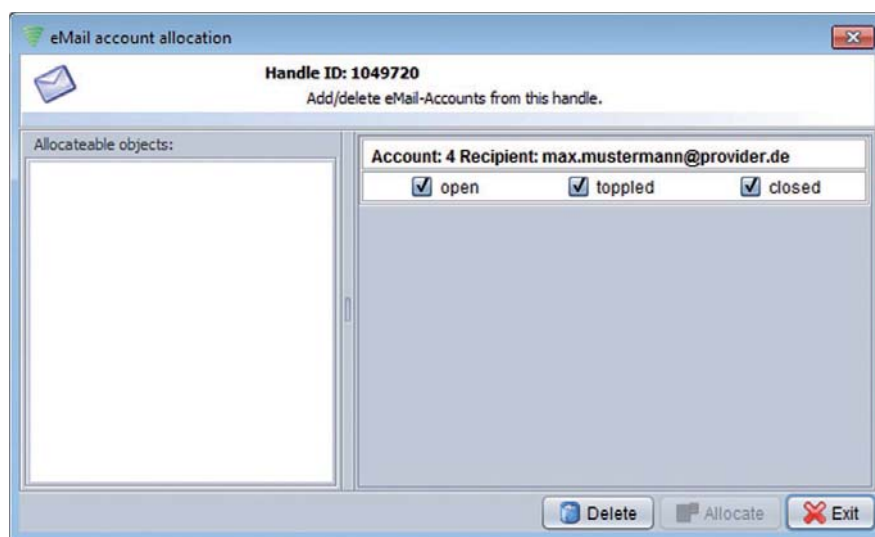 eMail account allocation
Handle ID: 1049720
Add/delete eMail-Accounts from this handle.
Allocateable objects:
Account: 4 Recipient: max.mustermann@provider.de
open toppled closed
Delete Allocate Exit